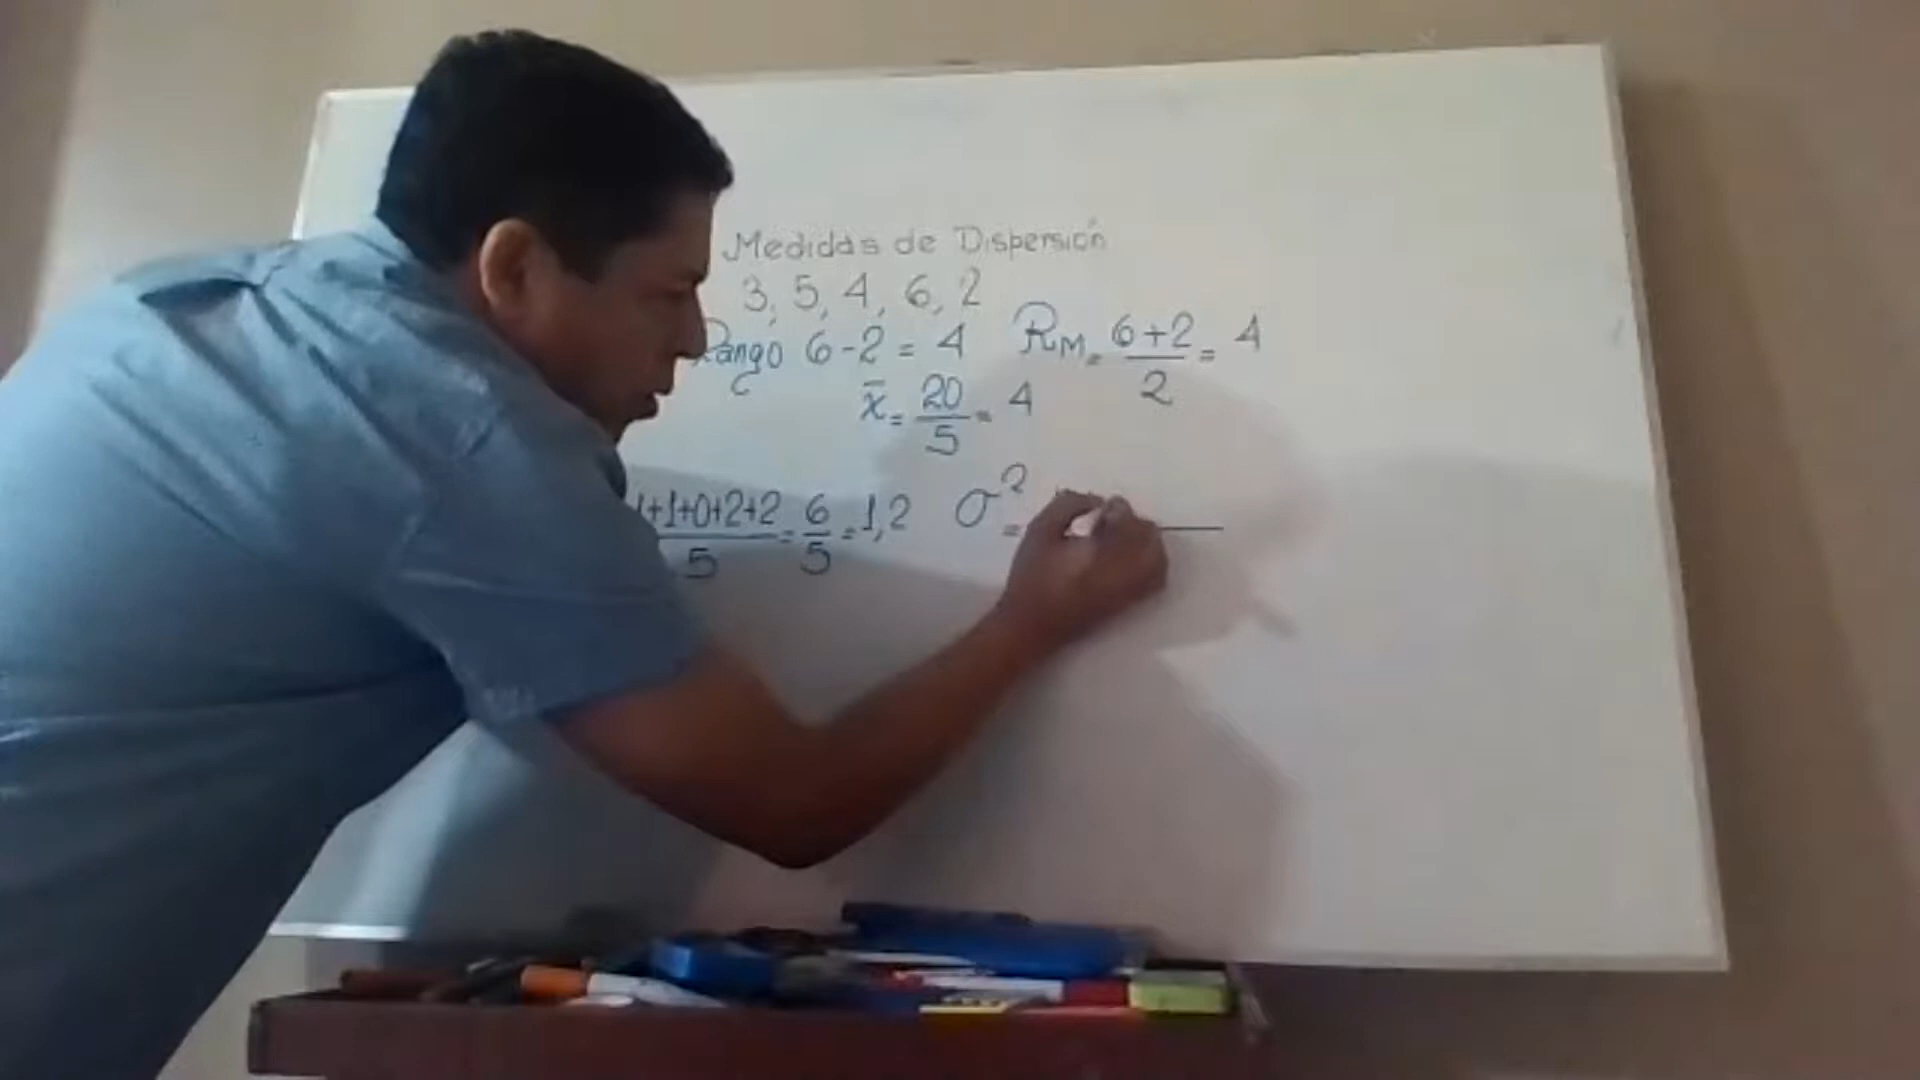 Medidas de Dispersión
3, 5, 4, 6, 2
Rango 6-2 = 4 RM = 6+2/2 = 4
x̄ = 20/5 = 4
1+1+0+2+2/5 = 6/5 = 1,2 σ² =